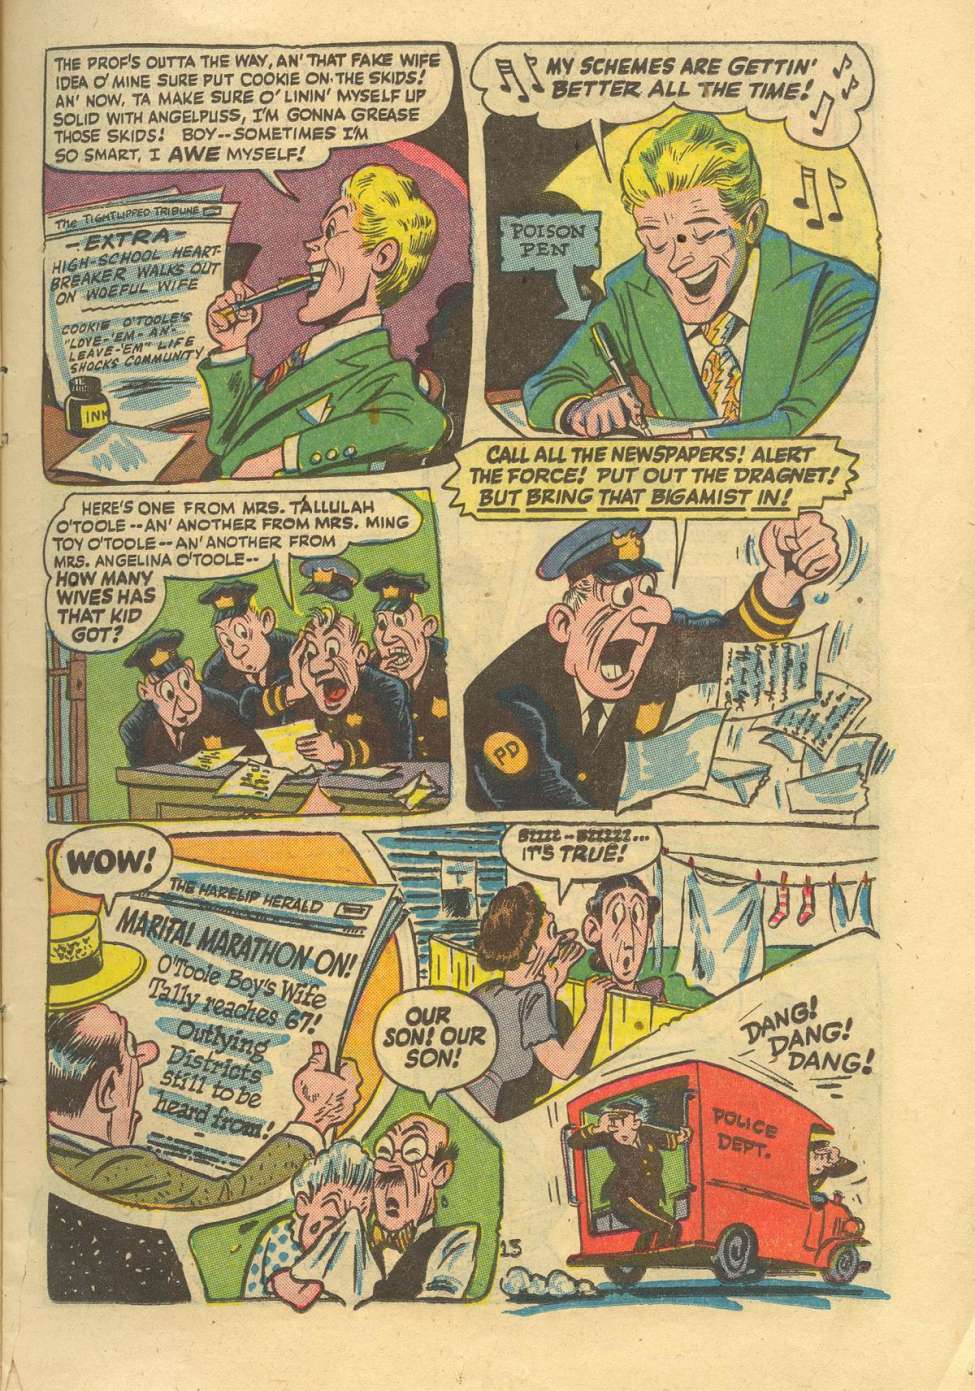 THE PROF'S OUTTA THE WAY, AN' THAT FAKE WIFE
IDEA O' MINE SURE PUT COOKIE ON THE SKIDS!
AN' NOW, TA MAKE SURE O' LININ' MYSELF UP
SOLID WITH ANGELPUSS, I'M GONNA GREASE
THOSE SKIDS! BOY--SOMETIMES I'M
SO SMART, I AWE MYSELF!
The TIGHTLIPPED TRIBUNE
-EXTRA-
HIGH-SCHOOL HEART-
BREAKER WALKS OUT
ON WOEFUL WIFE
COOKIE O'TOOLE'S
"LOVE-'EM-AN'-
LEAVE-'EM" LIFE
SHOCKS COMMUNITY
INK
MY SCHEMES ARE GETTIN'
BETTER ALL THE TIME!
POISON
PEN
HERE'S ONE FROM MRS. TALLULAH
O'TOOLE--AN' ANOTHER FROM MRS. MING
TOY O'TOOLE--AN' ANOTHER FROM
MRS. ANGELINA O'TOOLE--
HOW MANY
WIVES HAS
THAT KID
GOT?
CALL ALL THE NEWSPAPERS! ALERT
THE FORCE! PUT OUT THE DRAGNET!
BUT BRING THAT BIGAMIST IN!
PD
WOW!
THE HARELIP HERALD
MARITAL MARATHON ON!
O'Toole Boy's Wife
Tally reaches 67!
Outlying
Districts
still to be
heard from!
BZZZZ--BZZZZZZ...
IT'S TRUE!
OUR
SON! OUR
SON!
DANG!
DANG!
DANG!
POLICE
DEPT.
13